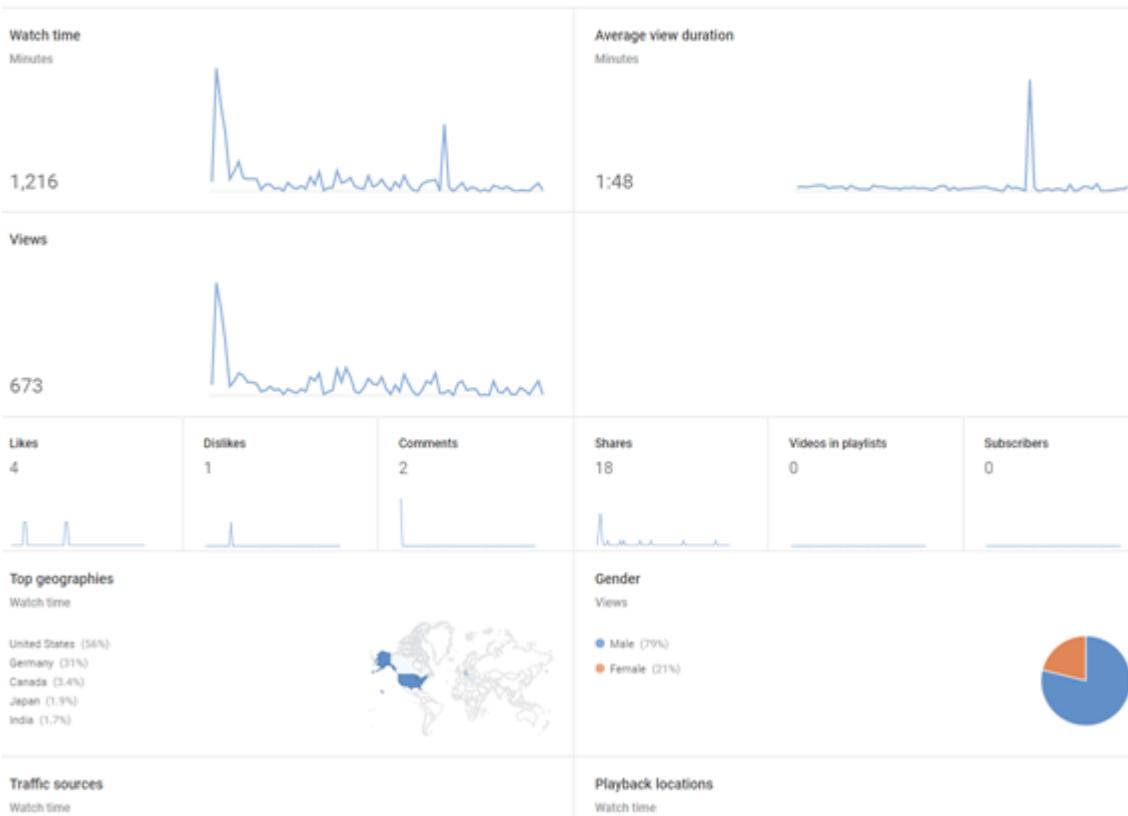 Watch time
Minutes
1,216
Average view duration
Minutes
1:48
Views
673
Likes
4
Dislikes
1
Comments
2
Shares
18
Videos in playlists
0
Subscribers
0
Top geographies
Watch time
United States (56%)
Germany (31%)
Canada (3.4%)
Japan (1.9%)
India (1.7%)
Gender
Views
Male (79%)
Female (21%)
Traffic sources
Watch time
Playback locations
Watch time